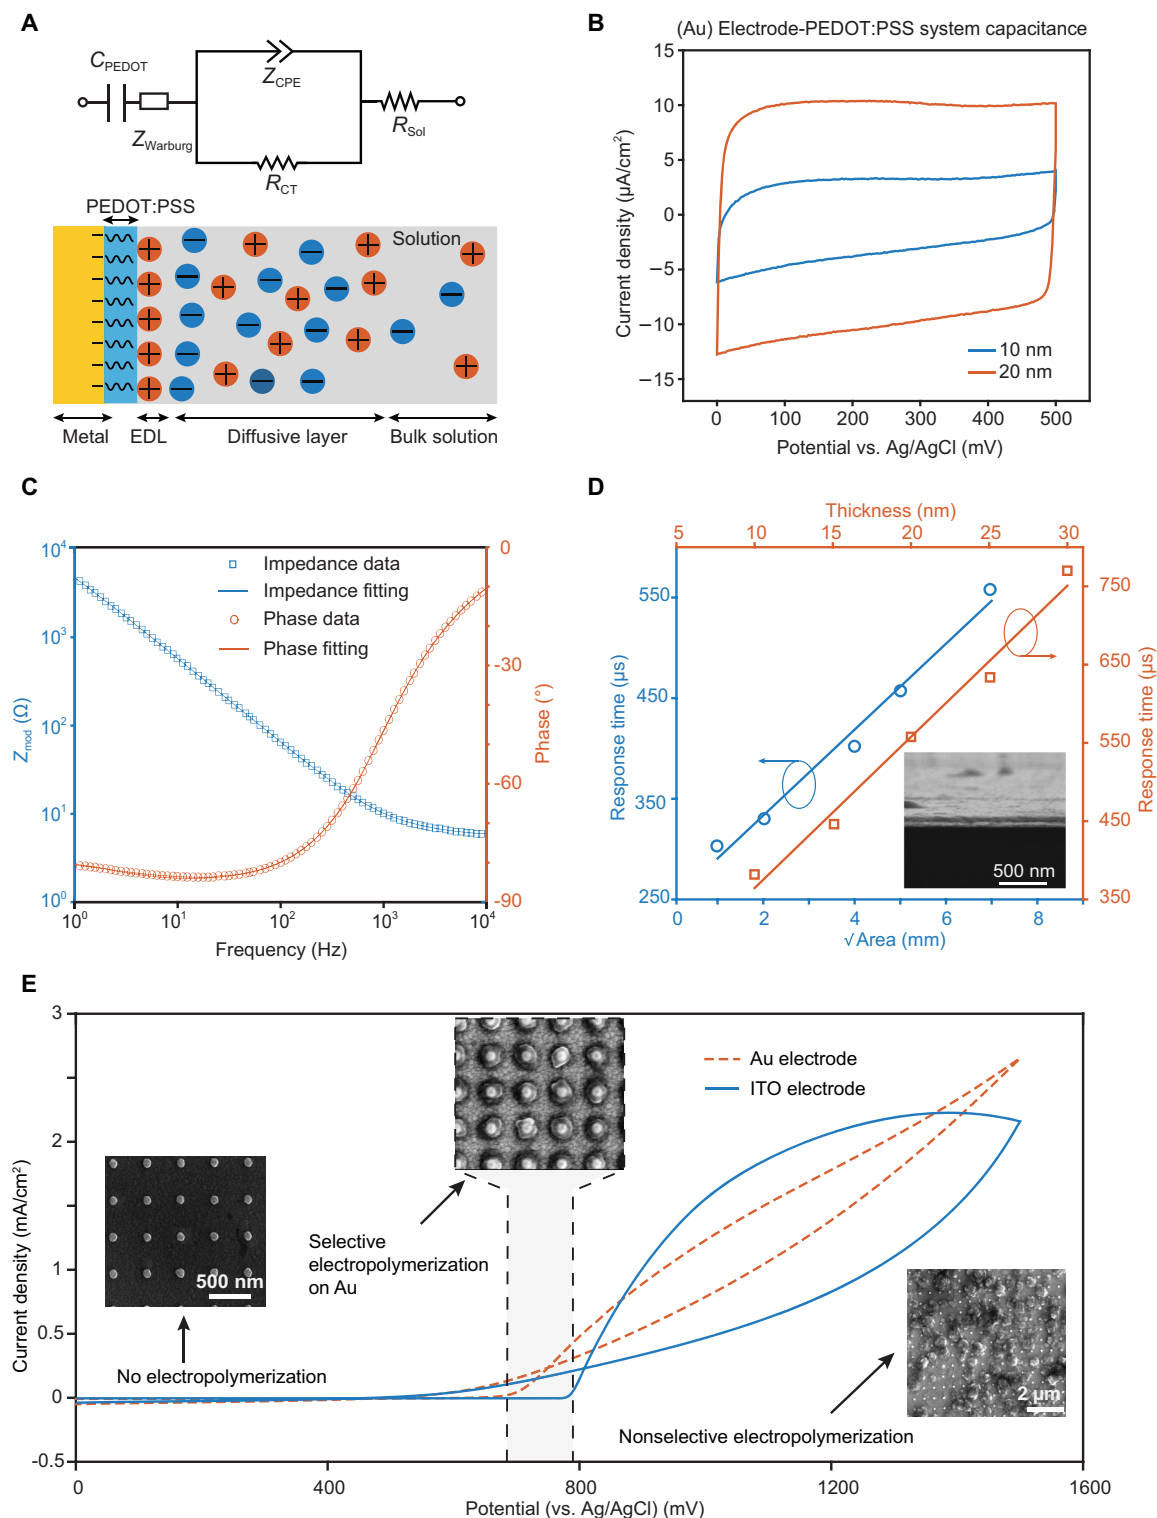 A
C_PEDOT
Z_Warburg
Z_CPE
R_CT
R_Sol
PEDOT:PSS
Solution
Metal
EDL
Diffusive layer
Bulk solution
B
(Au) Electrode-PEDOT:PSS system capacitance
Current density (µA/cm²)
15
10
5
0
−5
−10
−15
10 nm
20 nm
0 100 200 300 400 500
Potential vs. Ag/AgCl (mV)
C
Z_mod (Ω)
10⁴
10³
10²
10¹
10⁰
Impedance data
Impedance fitting
Phase data
Phase fitting
0
-30
-60
-90
Phase (°)
10⁰ 10¹ 10² 10³ 10⁴
Frequency (Hz)
D
Thickness (nm)
5 10 15 20 25 30
Response time (µs)
550
450
350
250
750
650
550
450
350
Response time (µs)
500 nm
0 2 4 6 8
√Area (mm)
E
Current density (mA/cm²)
3
2
1
0.5
0
-0.5
Au electrode
ITO electrode
500 nm
No electropolymerization
Selective
electropolymerization
on Au
2 µm
Nonselective electropolymerization
0 400 800 1200 1600
Potential (vs. Ag/AgCl) (mV)